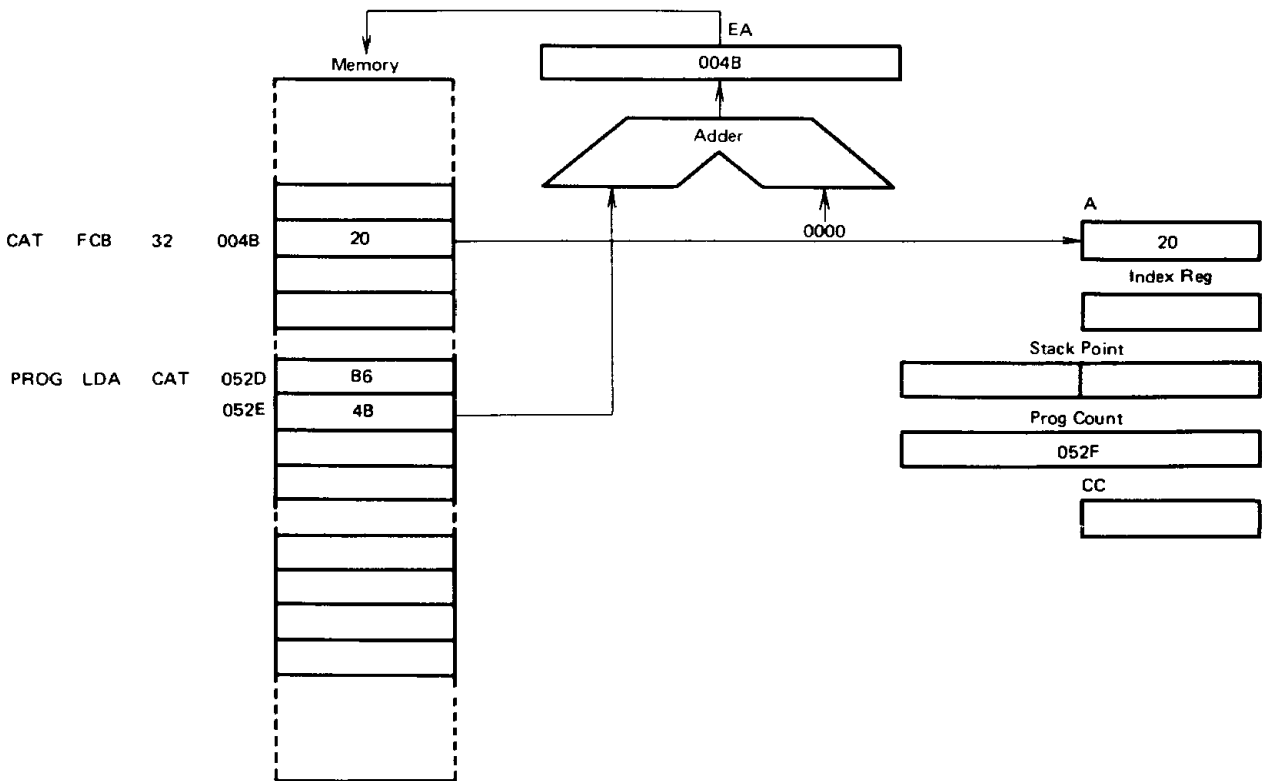 EA
Memory
004B
Adder
A
CAT FCB 32 004B 20 0000 20
Index Reg
Stack Point
PROG LDA CAT 052D B6
052E 4B
Prog Count
052F
CC